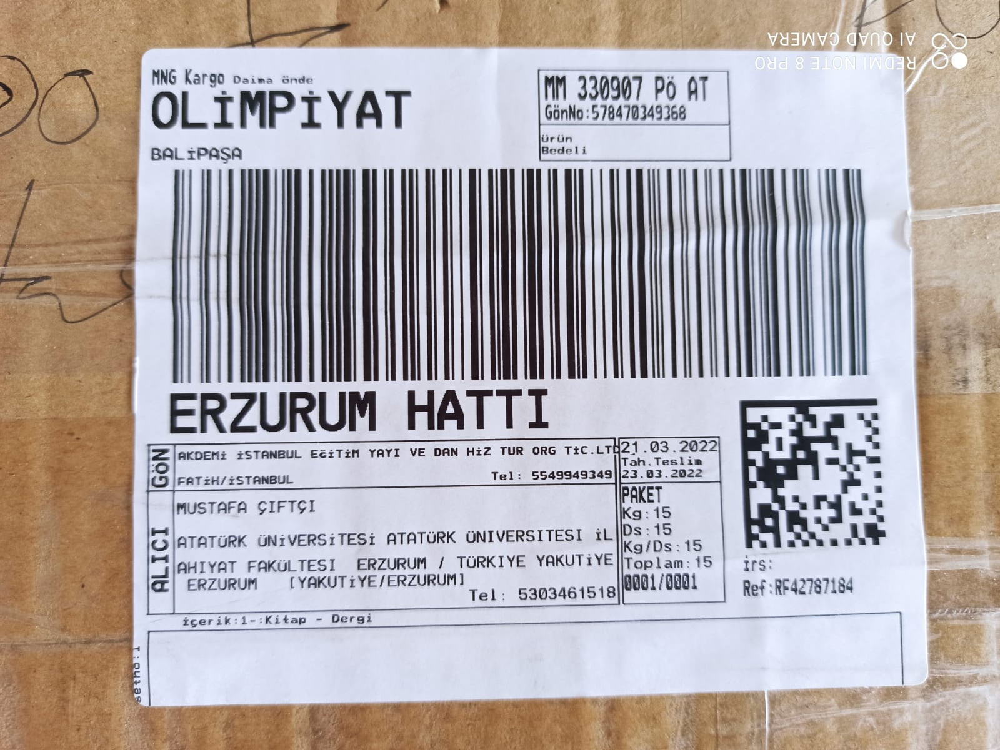 MNG Kargo Daima önde
OLİMPİYAT
BALİPAŞA
MM 330907 PÖ AT
GönNo:578470349368
ürün
Bedeli
ERZURUM HATTI
GÖN
AKDEMİ İSTANBUL EĞİTİM YAYI VE DAN HİZ TUR ORG TİC.LTD
FATİH/İSTANBUL
Tel: 5549949349
21.03.2022
Tah.Teslim
23.03.2022
ALICI
MUSTAFA ÇIFTÇI
ATATÜRK ÜNİVERSİTESİ ATATÜRK ÜNIVERSITESI İL
AHIYAT FAKÜLTESI ERZURUM / TÜRKIYE YAKUTİYE
ERZURUM [YAKUTİYE/ERZURUM]
Tel: 5303461518
PAKET
Kg:15
Ds:15
Kg/Ds:15
Toplam:15
0001/0001
irs:
Ref:RF42787184
içerik:1-:Kitap - Dergi
setno:1
REDMI NOTE 8 PRO
AI QUAD CAMERA